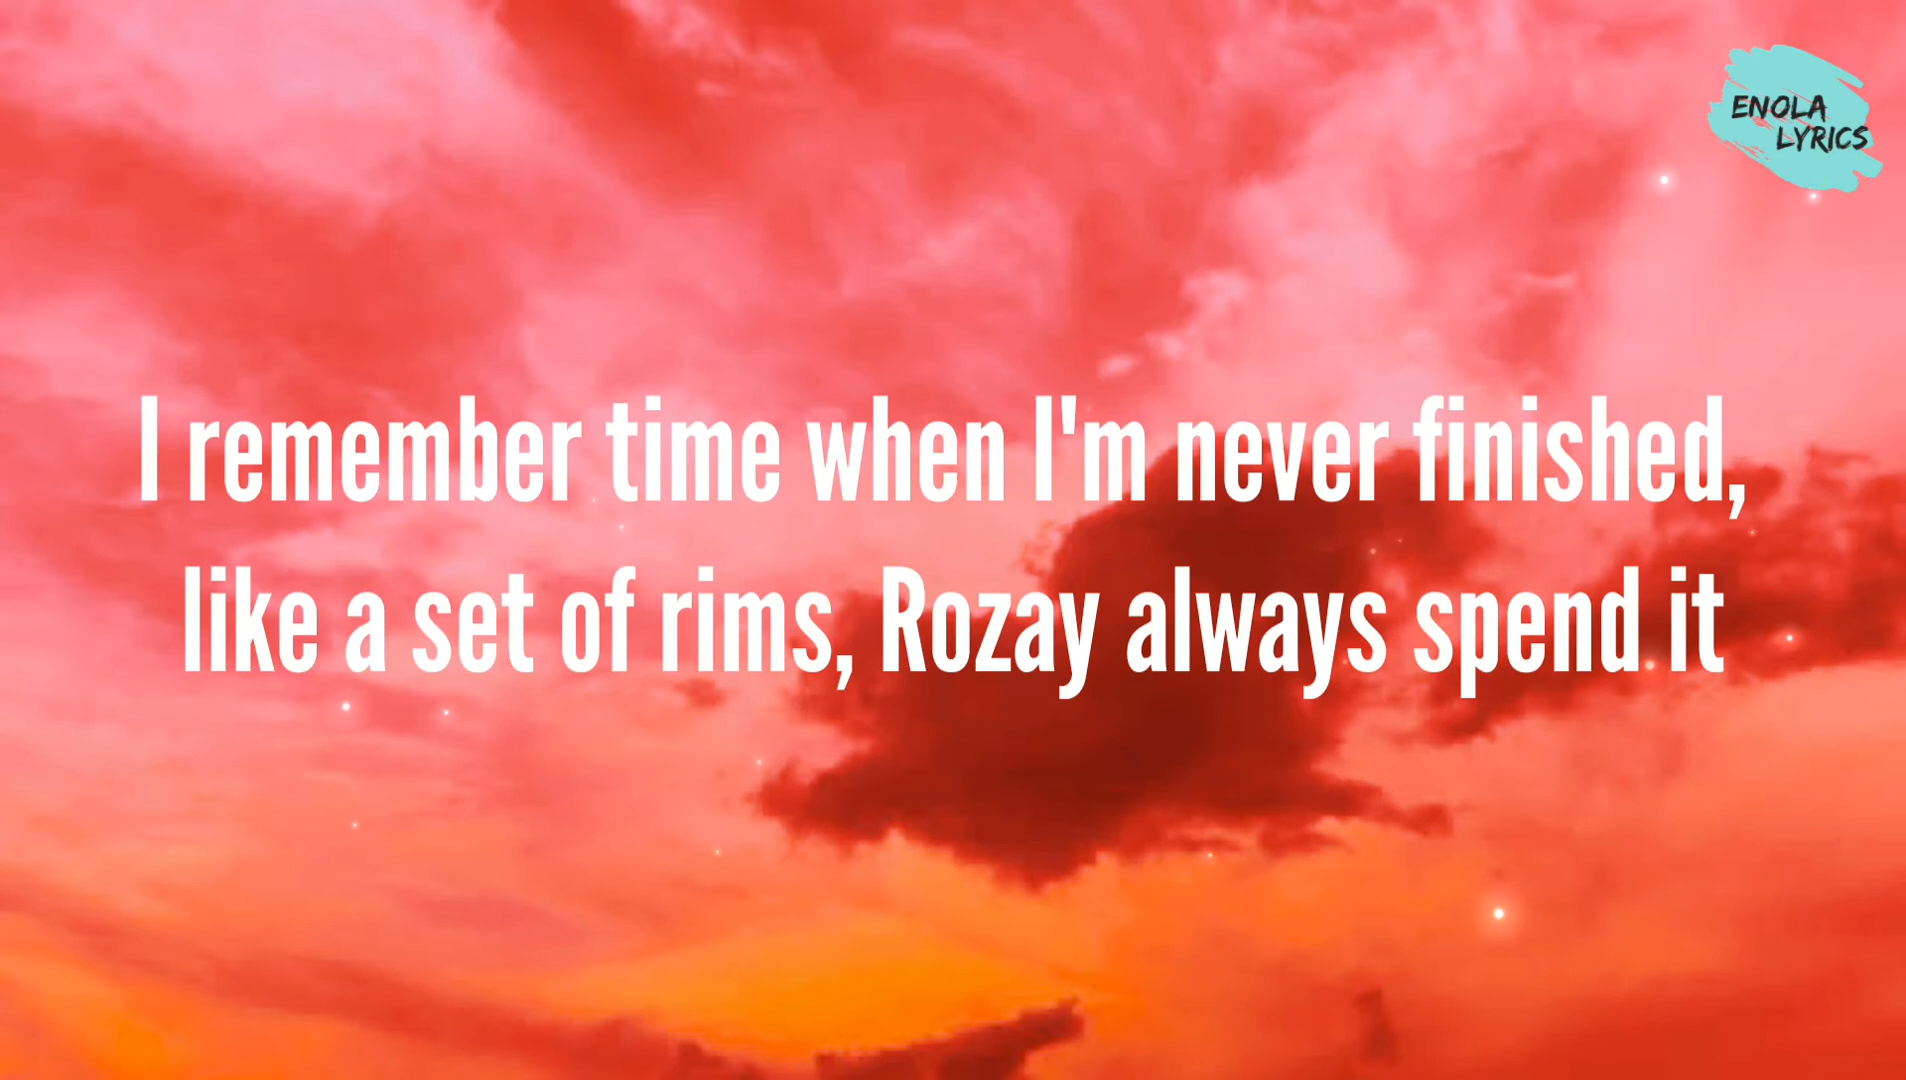 ENOLA
LYRICS
I remember time when I'm never finished,
like a set of rims, Rozay always spend it